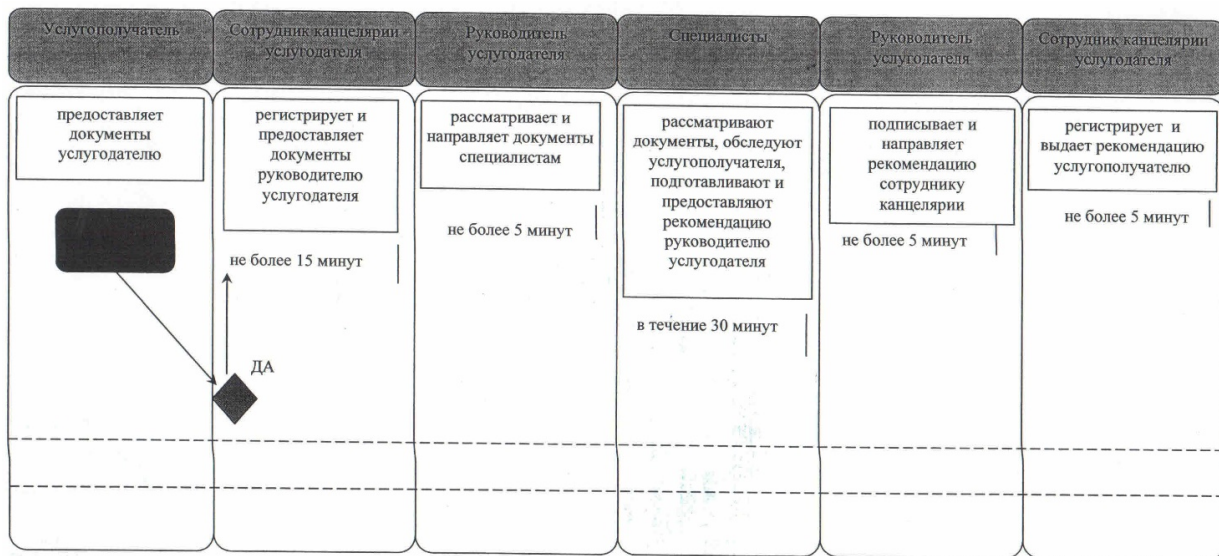 Услугополучатель
Сотрудник канцелярии
услугодателя
Руководитель
услугодателя
Специалисты
Руководитель
услугодателя
Сотрудник канцелярии
услугодателя
предоставляет
документы
услугодателю
регистрирует и
предоставляет
документы
руководителю
услугодателя
не более 15 минут
ДА
рассматривает и
направляет документы
специалистам
не более 5 минут
рассматривают
документы, обследуют
услугополучателя,
подготавливают и
предоставляют
рекомендацию
руководителю
услугодателя
в течение 30 минут
подписывает и
направляет
рекомендацию
сотруднику
канцелярии
не более 5 минут
регистрирует и
выдает рекомендацию
услугополучателю
не более 5 минут